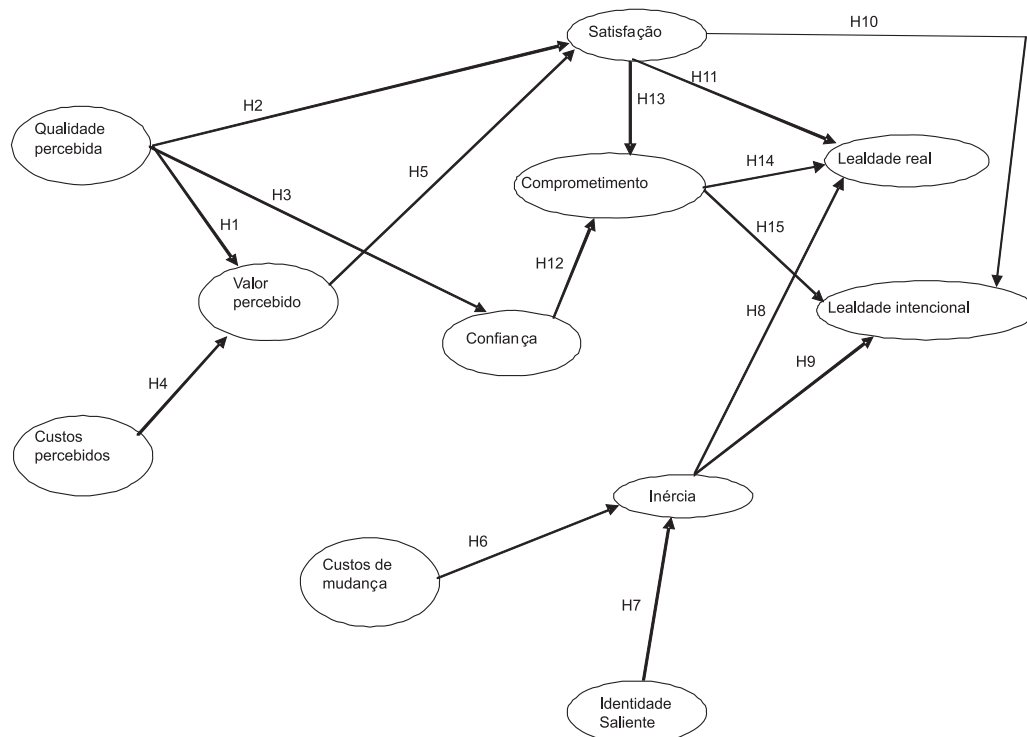 Satisfação
H10
H11
H13
H2
Qualidade
percebida
H5
H3
Comprometimento
H14
Lealdade real
H1
H15
H12
Valor
percebido
H8
Lealdade intencional
Confiança
H9
H4
Custos
percebidos
Inércia
H6
Custos de
mudança
H7
Identidade
Saliente